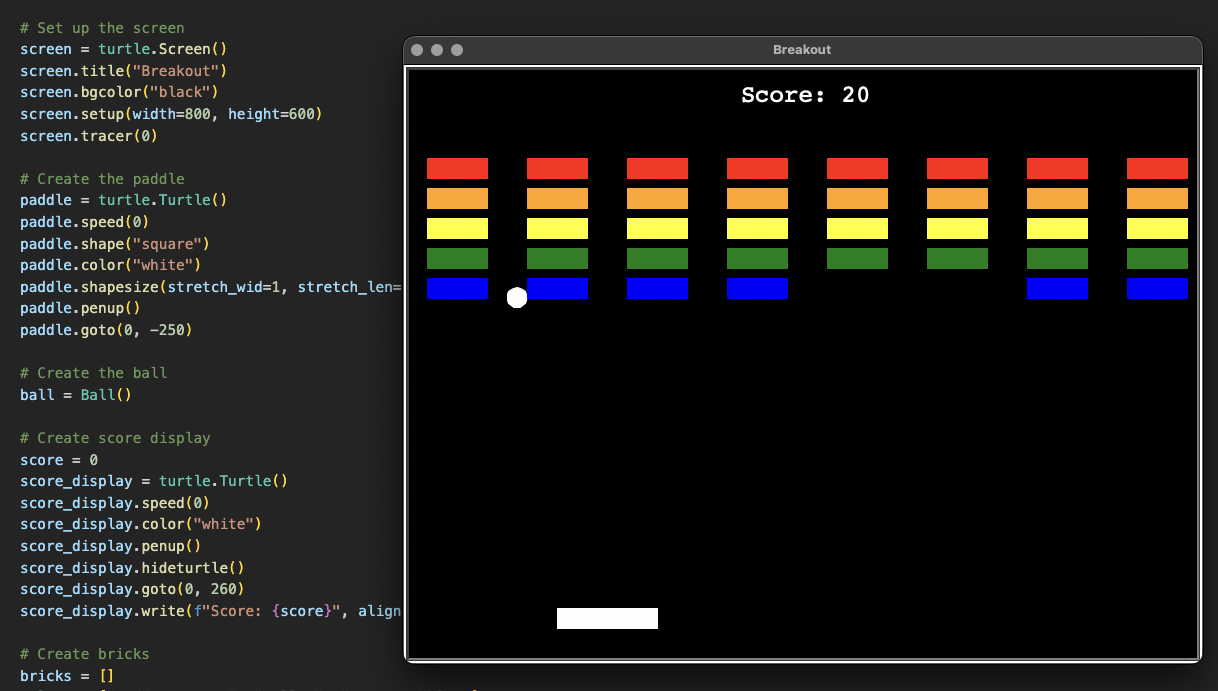 # Set up the screen
screen = turtle.Screen()
screen.title("Breakout")
screen.bgcolor("black")
screen.setup(width=800, height=600)
screen.tracer(0)
# Create the paddle
paddle = turtle.Turtle()
paddle.speed(0)
paddle.shape("square")
paddle.color("white")
paddle.shapesize(stretch_wid=1, stretch_len=
paddle.penup()
paddle.goto(0, -250)
# Create the ball
ball = Ball()
# Create score display
score = 0
score_display = turtle.Turtle()
score_display.speed(0)
score_display.color("white")
score_display.penup()
score_display.hideturtle()
score_display.goto(0, 260)
score_display.write(f"Score: {score}", align
# Create bricks
bricks = []
Breakout
Score: 20